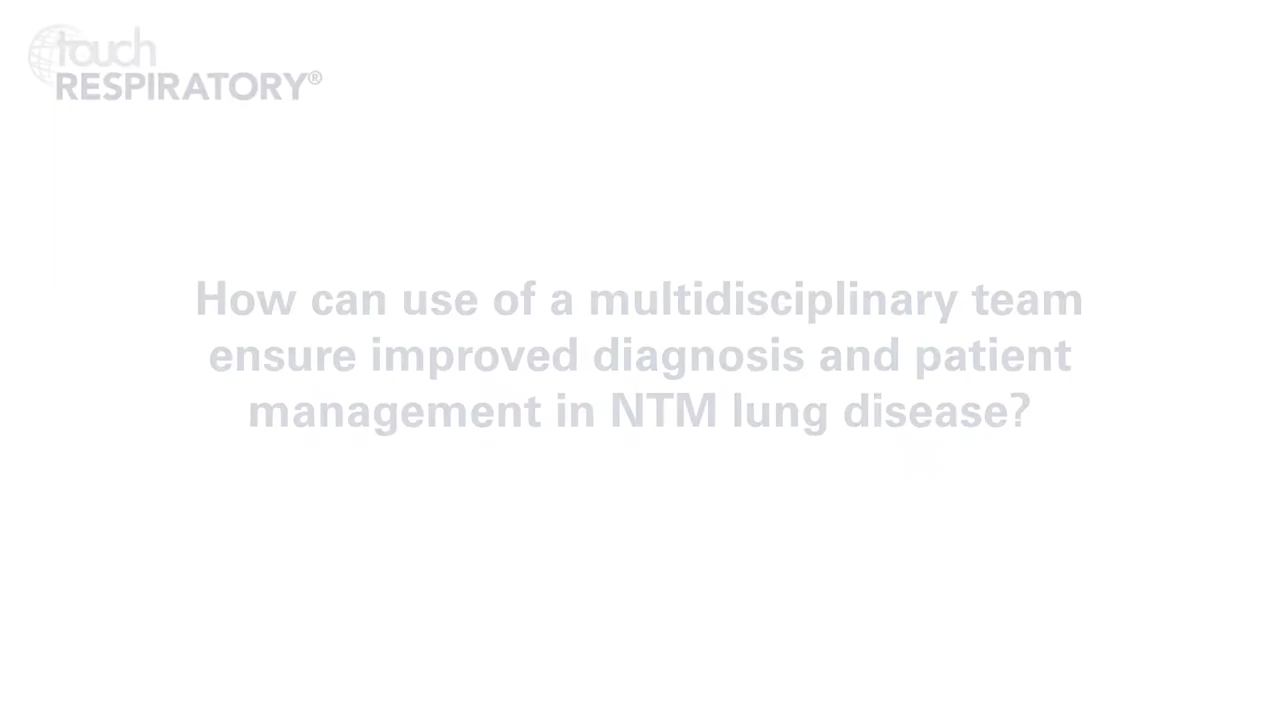 touch
RESPIRATORY®
How can use of a multidisciplinary team
ensure improved diagnosis and patient
management in NTM lung disease?